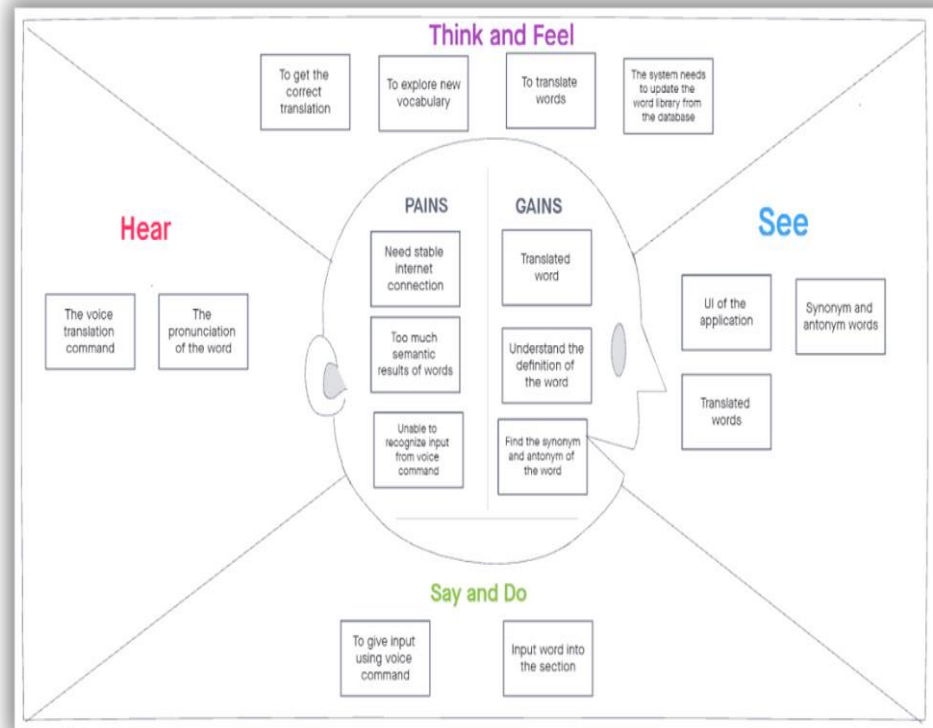 Think and Feel
To get the
correct
translation
To explore new
vocabulary
To translate
words
The system needs
to update the
word library from
the database
Hear
The voice
translation
command
The
pronunciation
of the word
PAINS
Need stable
internet
connection
Too much
semantic
results of words
Unable to
recognize input
from voice
command
GAINS
Translated
word
Understand the
definition of
the word
Find the synonym
and antonym of
the word
See
UI of the
application
Synonym and
antonym words
Translated
words
Say and Do
To give input
using voice
command
Input word into
the section